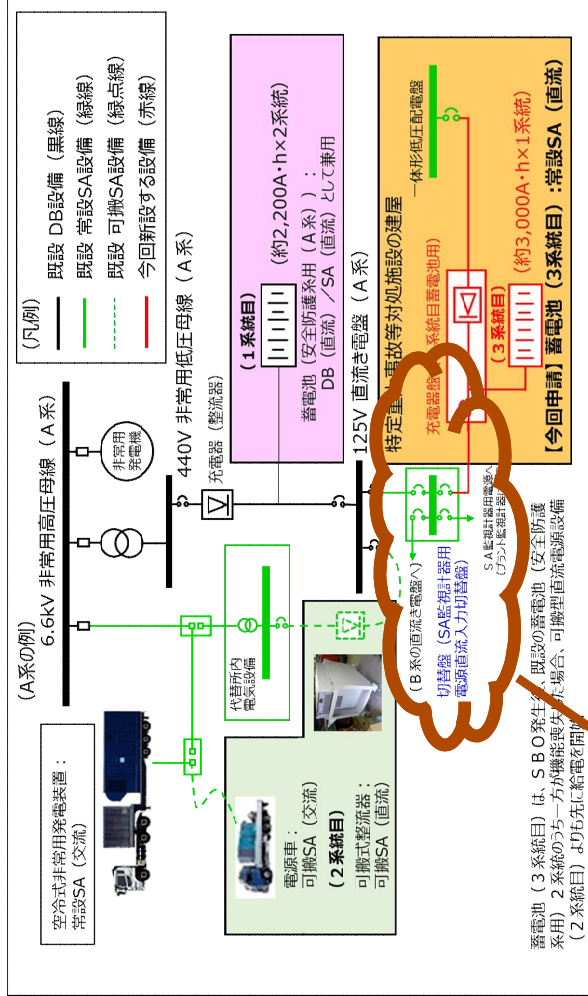 (凡例)
既設 DB設備（黒線）
既設 常設SA設備（緑線）
既設 可搬SA設備（緑点線）
今回新設する設備（赤線）
(A系の例)
6.6kV 非常用高圧母線（A系）
非常用
発電機
440V 非常用低圧母線（A系）
充電器（整流器）
(1系統目)
(約2,200A･h×2系統)
蓄電池（安全防護系用（A系））：
DB（直流）／SA（直流）として兼用
125V 直流き電盤（A系）
特定重大事故等対処施設の建屋
一体形低圧配電盤
充電器盤
系統目蓄電池用)
(３系統目)
(約3,000A･h×1系統)
【今回申請】蓄電池（3系統目）:常設SA（直流）
空冷式非常用発電装置：
常設SA（交流）
代替所内
電気設備
電源車：
可搬SA（交流）
(２系統目)
可搬式整流器：
可搬SA（直流）
(B系の直流き電盤へ)
切替盤（SA監視計器用
電源直流入力切替盤)
ＳＡ監視計器用電源へ
(プラント監視計器
蓄電池（３系統目）は、ＳＢＯ発生後、既設の蓄電池（安全防護
系用）２系統のうち一方が機能喪失した場合、可搬型直流電源設備
（２系統目）よりも先に給電を開始